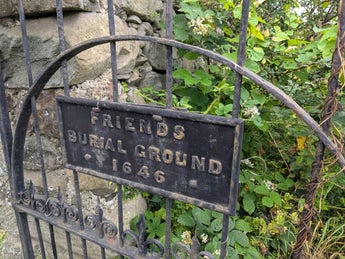 FRIENDS
BURIAL GROUND
· 1646 ·